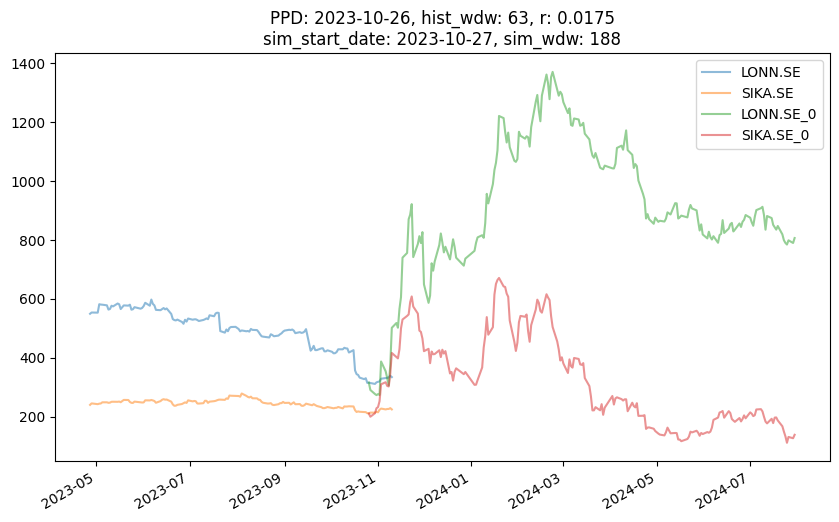 PPD: 2023-10-26, hist_wdw: 63, r: 0.0175
sim_start_date: 2023-10-27, sim_wdw: 188
1400
1200
1000
800
600
400
200
LONN.SE
SIKA.SE
LONN.SE_0
SIKA.SE_0
2023-05
2023-07
2023-09
2023-11
2024-01
2024-03
2024-05
2024-07